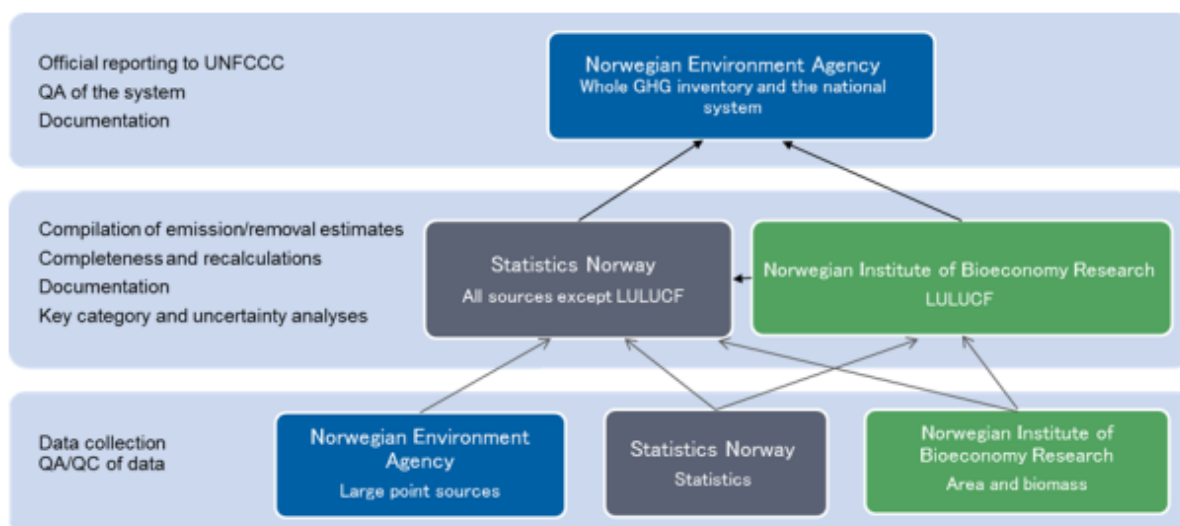 Official reporting to UNFCCC
QA of the system
Documentation
Norwegian Environment Agency
Whole GHG inventory and the national
system
Compilation of emission/removal estimates
Completeness and recalculations
Documentation
Key category and uncertainty analyses
Statistics Norway
All sources except LULUCF
Norwegian Institute of Bioeconomy Research
LULUCF
Data collection
QA/QC of data
Norwegian Environment
Agency
Large point sources
Statistics Norway
Statistics
Norwegian Institute of
Bioeconomy Research
Area and biomass